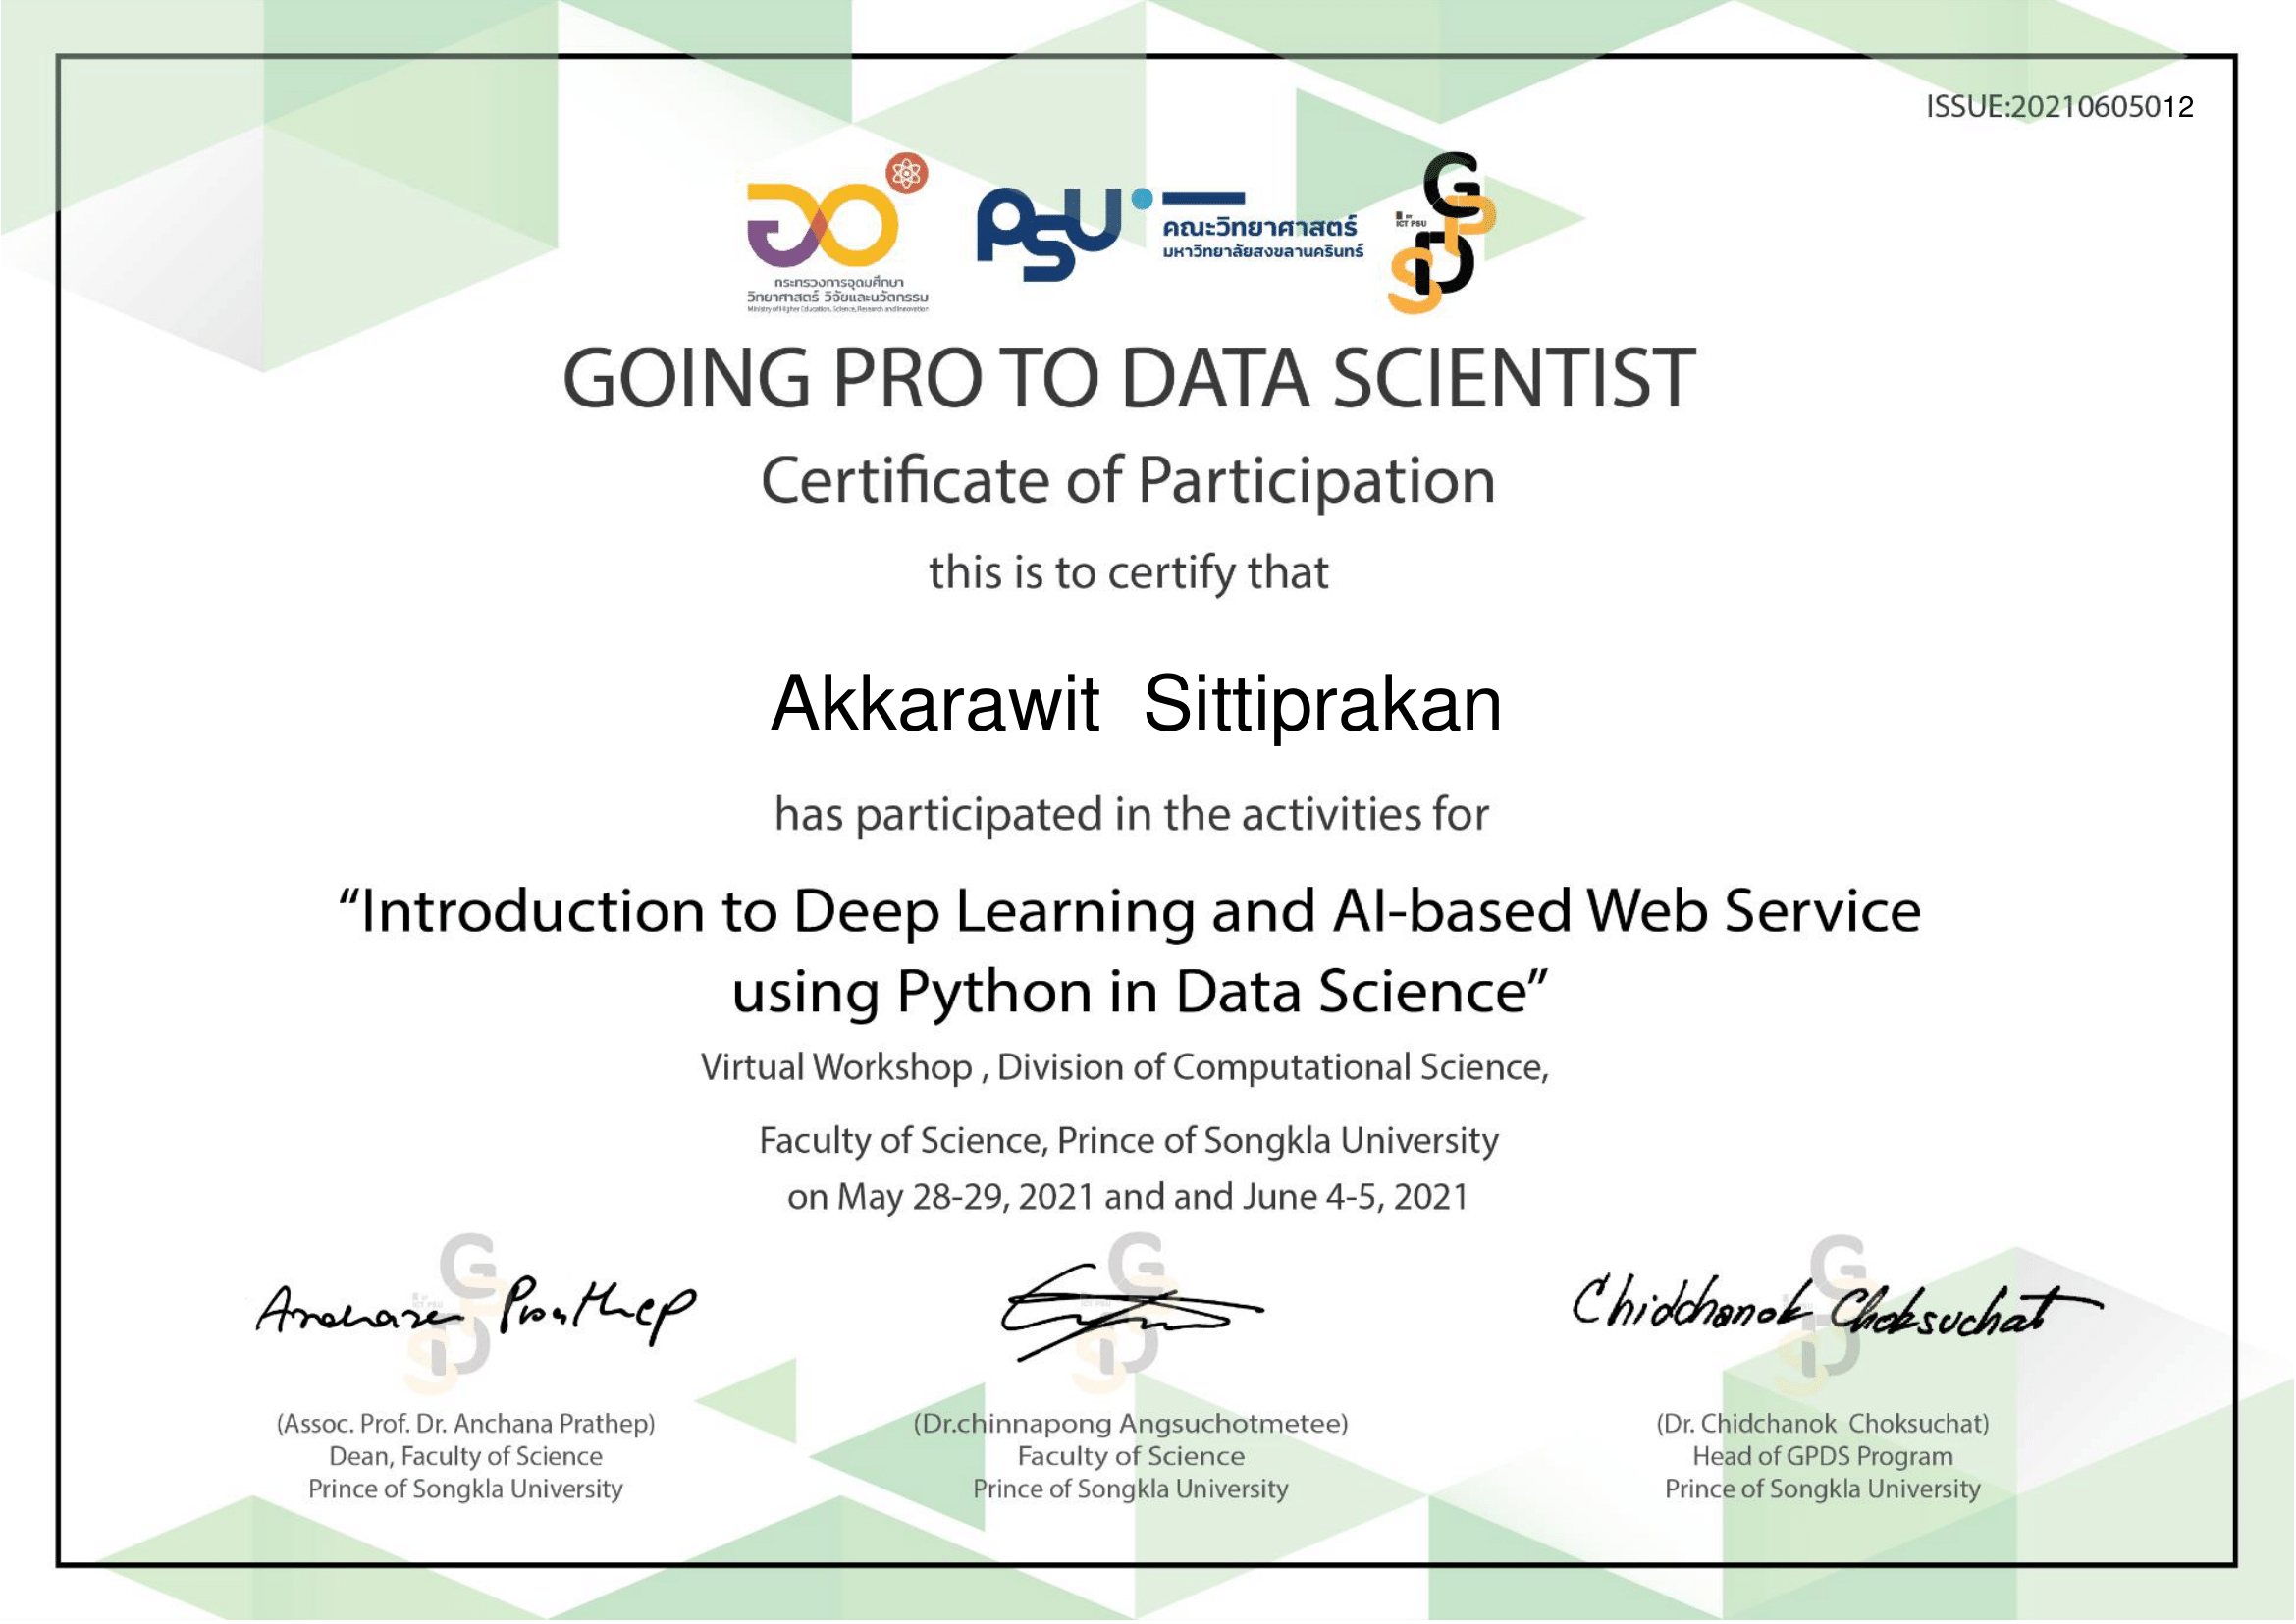 ISSUE:20210605012
กระทรวงการอุดมศึกษา
วิทยาศาสตร์ วิจัยและนวัตกรรม
Ministry of Higher Education, Science, Research and Innovation
PSU
คณะวิทยาศาสตร์
มหาวิทยาลัยสงขลานครินทร์
ICT PSU
GPDS
GOING PRO TO DATA SCIENTIST
Certificate of Participation
this is to certify that
Akkarawit Sittiprakan
has participated in the activities for
“Introduction to Deep Learning and AI-based Web Service
using Python in Data Science”
Virtual Workshop , Division of Computational Science,
Faculty of Science, Prince of Songkla University
on May 28-29, 2021 and and June 4-5, 2021
Anchana Prathep
Chidchanok Choksuchat
(Assoc. Prof. Dr. Anchana Prathep)
Dean, Faculty of Science
Prince of Songkla University
(Dr.chinnapong Angsuchotmetee)
Faculty of Science
Prince of Songkla University
(Dr. Chidchanok Choksuchat)
Head of GPDS Program
Prince of Songkla University